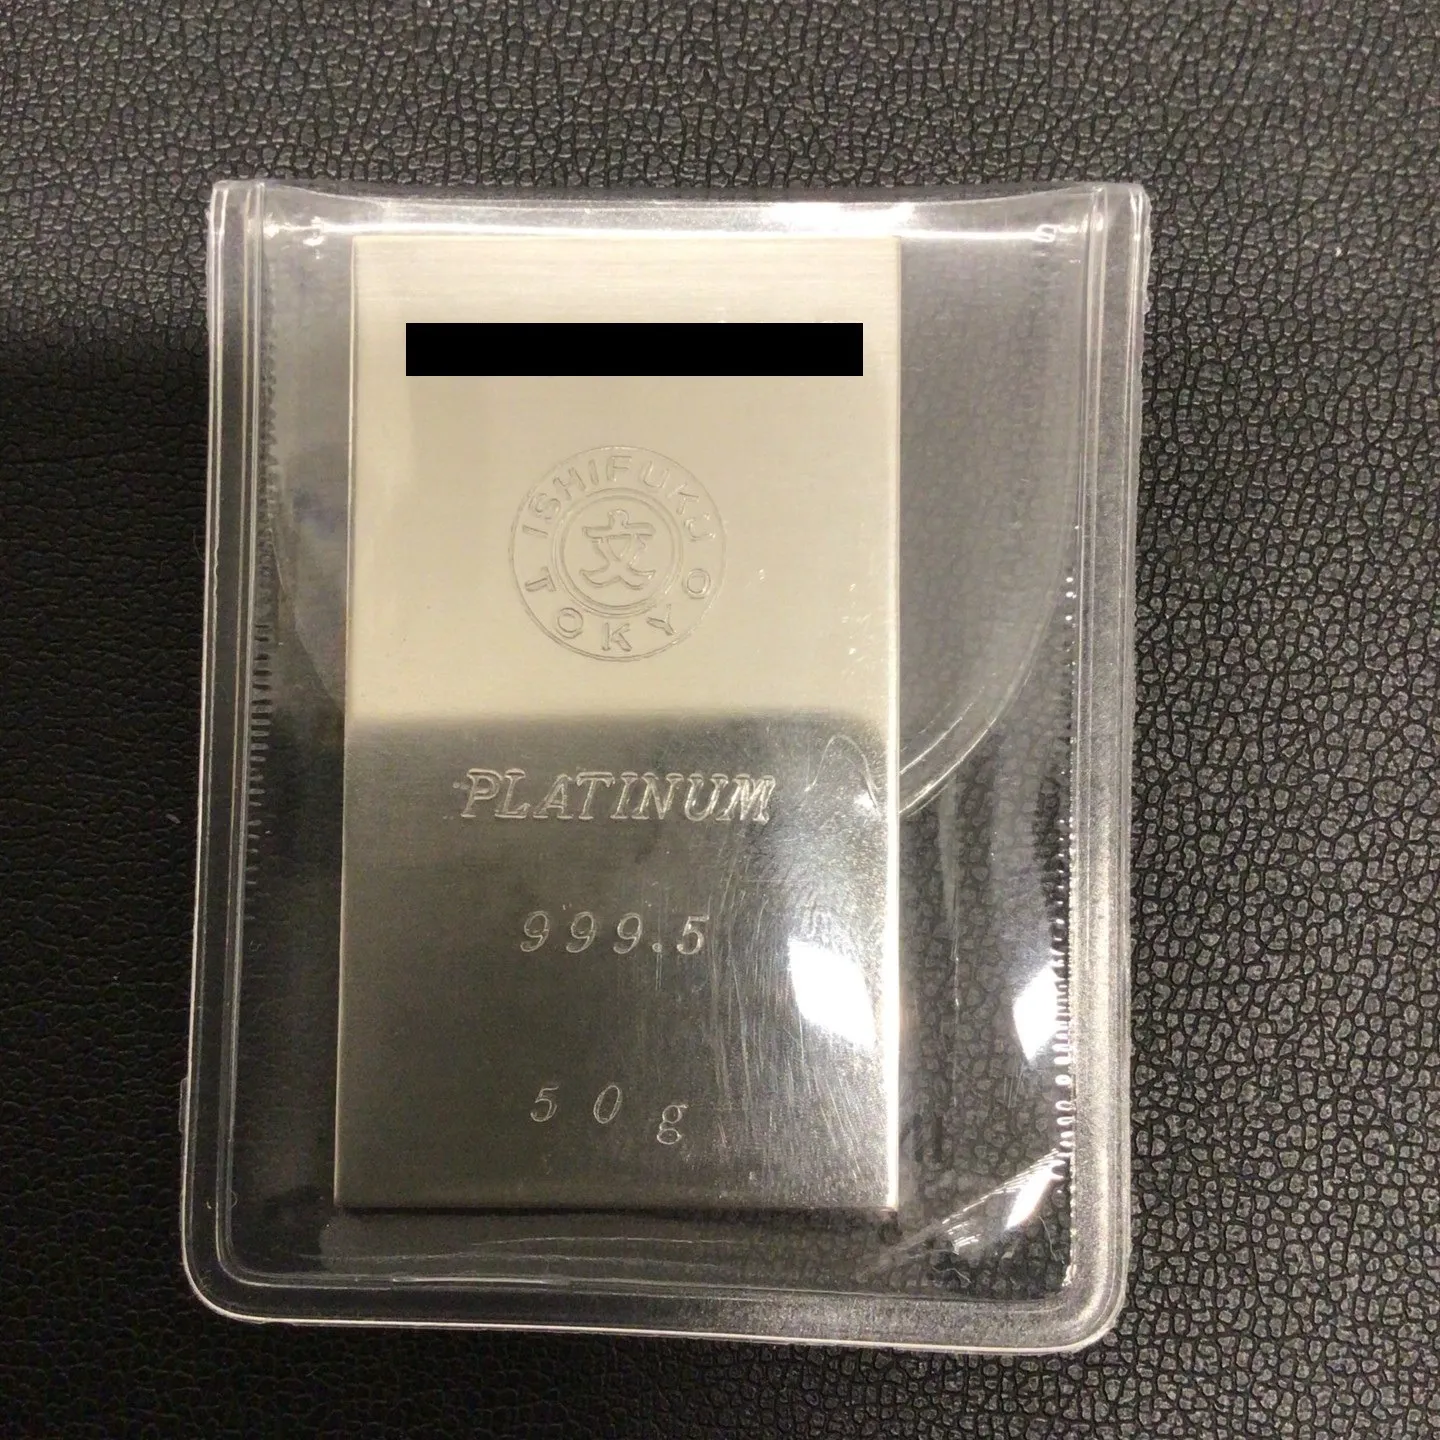 ISHIFUKU
文
TOKYO
PLATINUM
999.5
50g